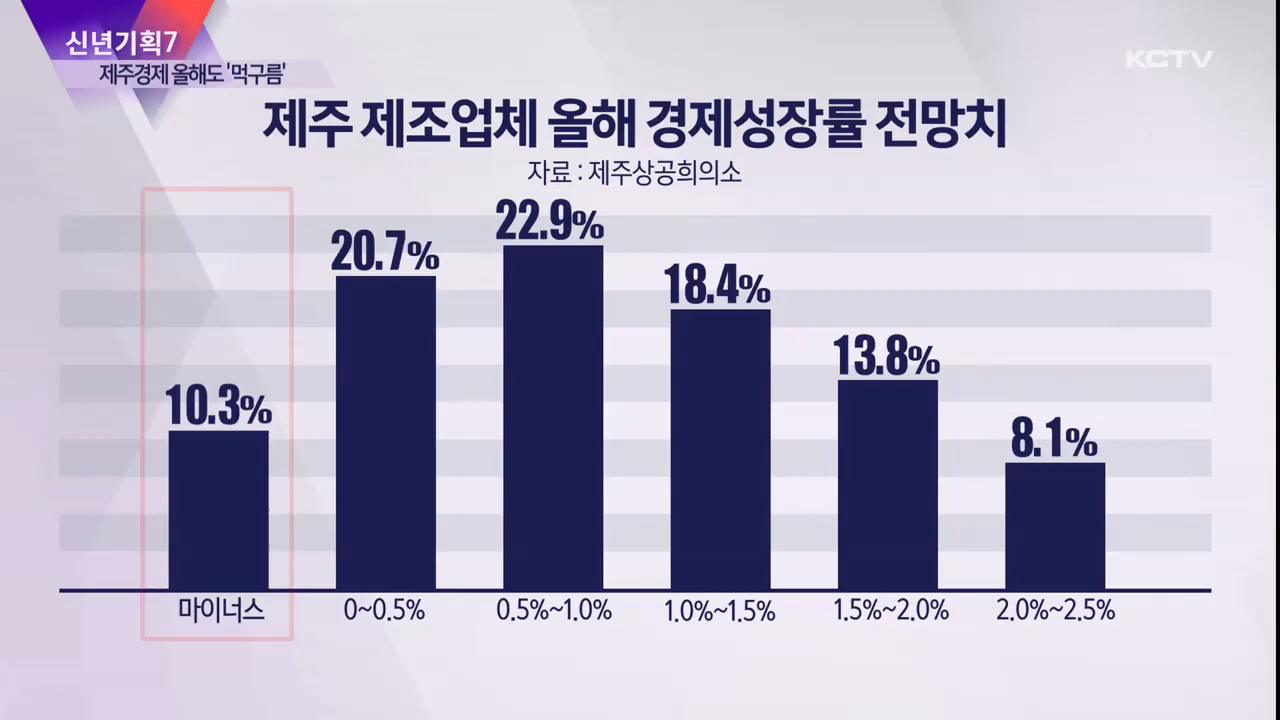 신년기획7
제주경제 올해도 '먹구름'
KCTV
제주 제조업체 올해 경제성장률 전망치
자료 : 제주상공희의소
10.3%
20.7%
22.9%
18.4%
13.8%
8.1%
마이너스
0~0.5%
0.5%~1.0%
1.0%~1.5%
1.5%~2.0%
2.0%~2.5%